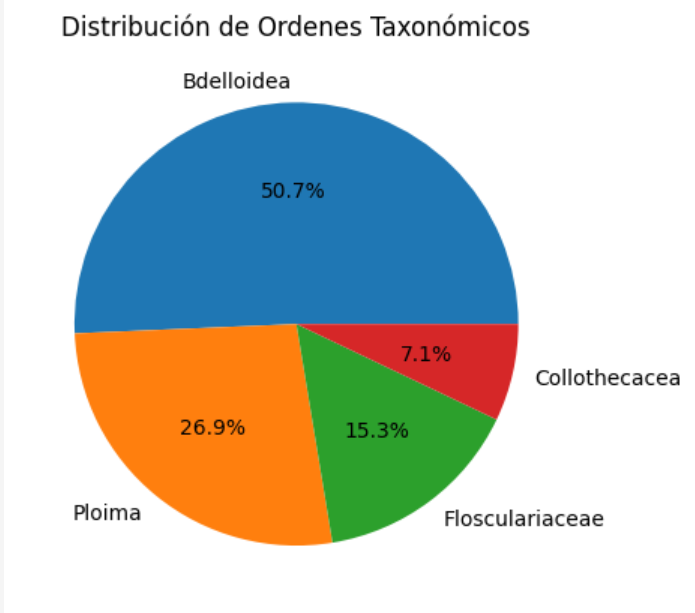 Distribución de Ordenes Taxonómicos
Bdelloidea
50.7%
7.1%
Collothecacea
26.9%
15.3%
Ploima
Flosculariaceae